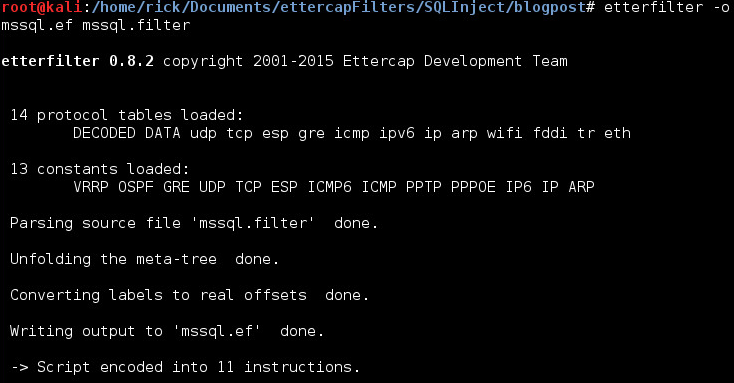 root@kali:/home/rick/Documents/ettercapFilters/SQLInject/blogpost# etterfilter -o
mssql.ef mssql.filter
etterfilter 0.8.2 copyright 2001-2015 Ettercap Development Team
14 protocol tables loaded:
DECODED DATA udp tcp esp gre icmp ipv6 ip arp wifi fddi tr eth
13 constants loaded:
VRRP OSPF GRE UDP TCP ESP ICMP6 ICMP PPTP PPPOE IP6 IP ARP
Parsing source file 'mssql.filter'  done.
Unfolding the meta-tree  done.
Converting labels to real offsets  done.
Writing output to 'mssql.ef'  done.
-> Script encoded into 11 instructions.